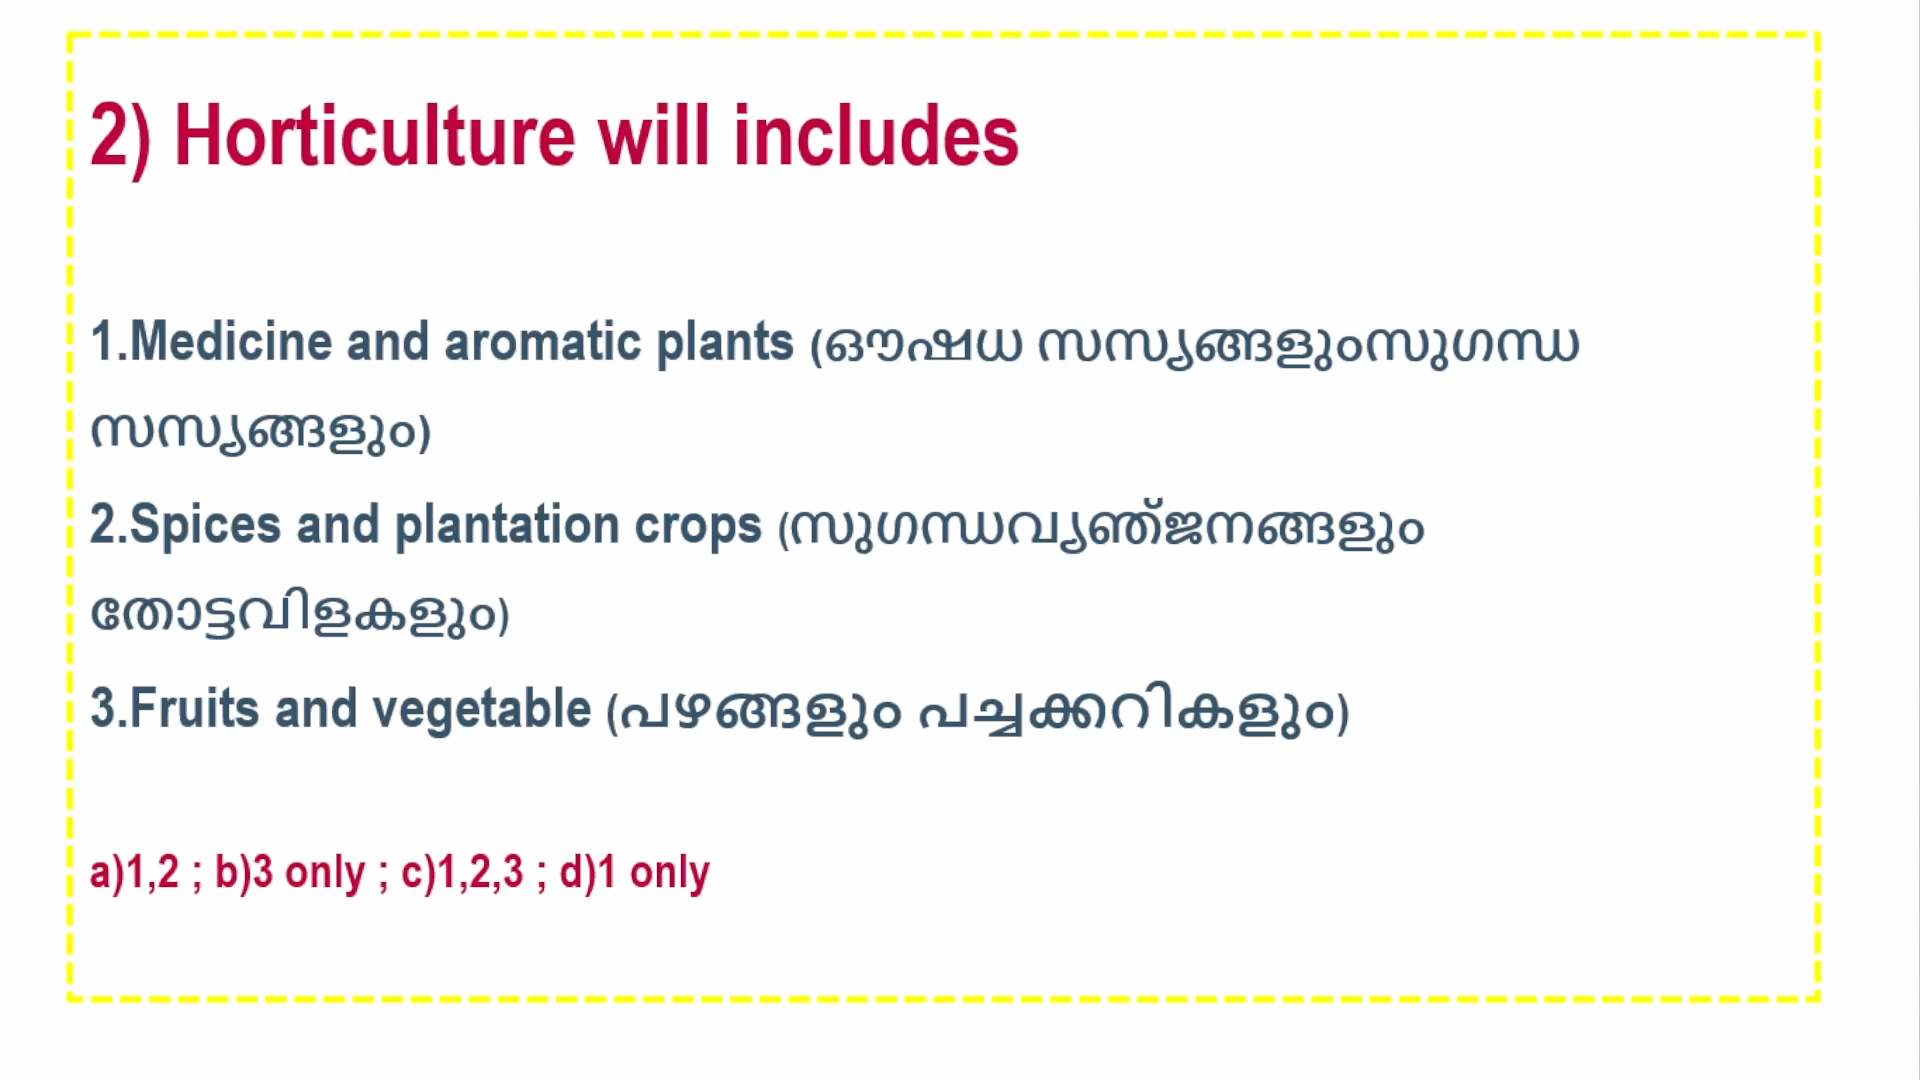 2) Horticulture will includes
1.Medicine and aromatic plants (ഔഷധ സസ്യങ്ങളുംസുഗന്ധ
സസ്യങ്ങളും)
2.Spices and plantation crops (സുഗന്ധവ്യഞ്ജനങ്ങളും
തോട്ടവിളകളും)
3.Fruits and vegetable (പഴങ്ങളും പച്ചക്കറികളും)
a)1,2 ; b)3 only ; c)1,2,3 ; d)1 only